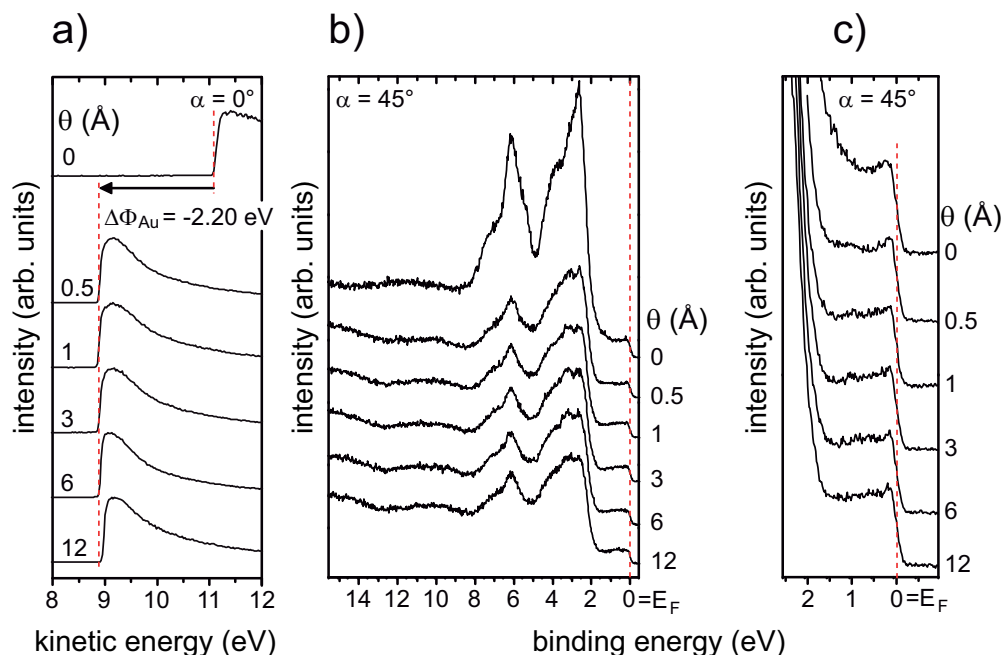 a)
α = 0°
θ (Å)
0
ΔΦAu = -2.20 eV
0.5
1
3
6
12
intensity (arb. units)
8 9 10 11 12
kinetic energy (eV)
b)
α = 45°
θ (Å)
0
0.5
1
3
6
12
intensity (arb. units)
14 12 10 8 6 4 2 0=EF
c)
α = 45°
θ (Å)
0
0.5
1
3
6
12
intensity (arb. units)
2 1 0=EF
binding energy (eV)